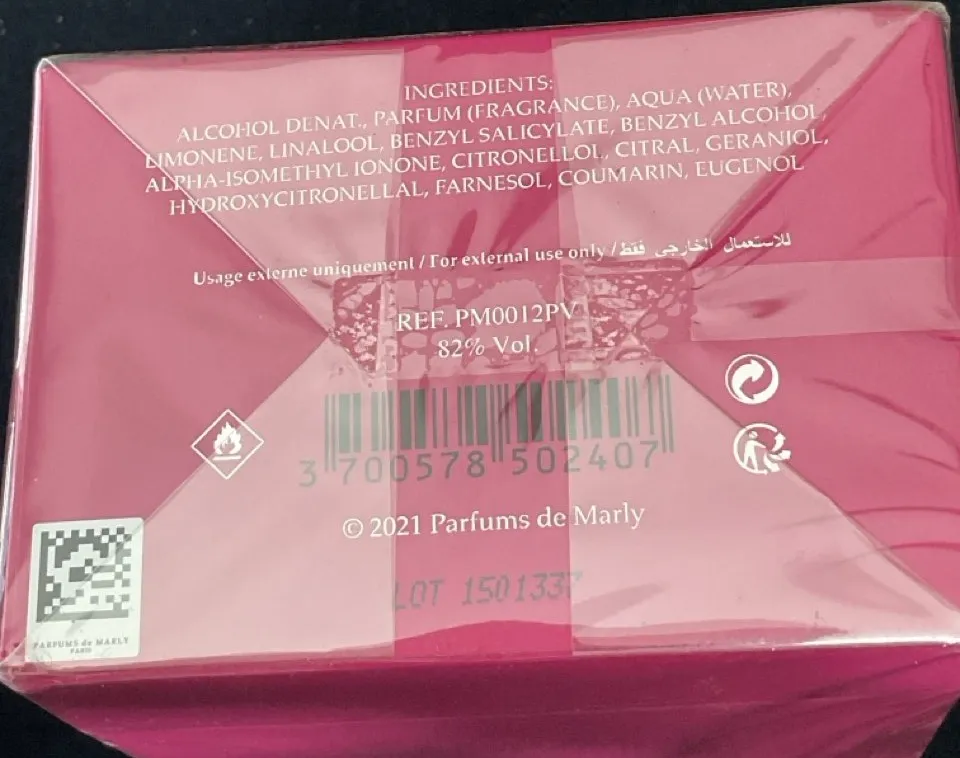 INGREDIENTS:
ALCOHOL DENAT., PARFUM (FRAGRANCE), AQUA (WATER),
LIMONENE, LINALOOL, BENZYL SALICYLATE, BENZYL ALCOHOL,
ALPHA-ISOMETHYL IONONE, CITRONELLOL, CITRAL, GERANIOL,
HYDROXYCITRONELLAL, FARNESOL, COUMARIN, EUGENOL
Usage externe uniquement / For external use only / للاستعمال الخارجي فقط
REF. PM0012PV
82% Vol.
3 700578 502407
© 2021 Parfums de Marly
LOT 1501337
PARFUMS de MARLY
PARIS